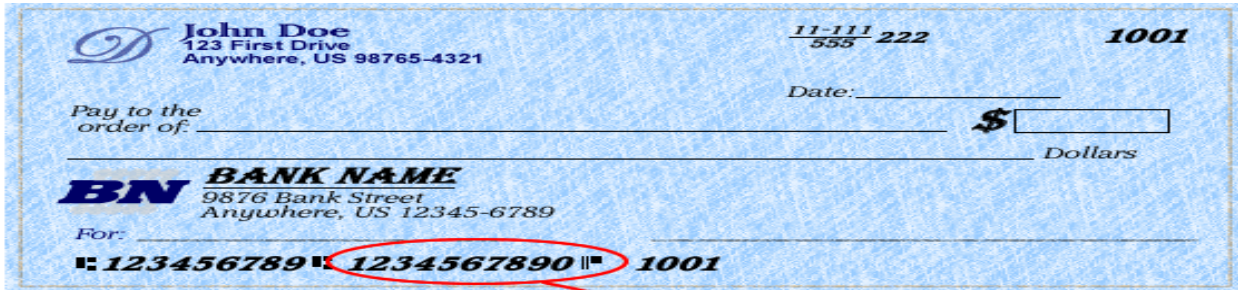 John Doe
123 First Drive
Anywhere, US 98765-4321
11-111
555 222
1001
Date:
Pay to the
order of:
$
Dollars
BN
BANK NAME
9876 Bank Street
Anywhere, US 12345-6789
For:
⑆123456789⑆ 1234567890⑈ 1001